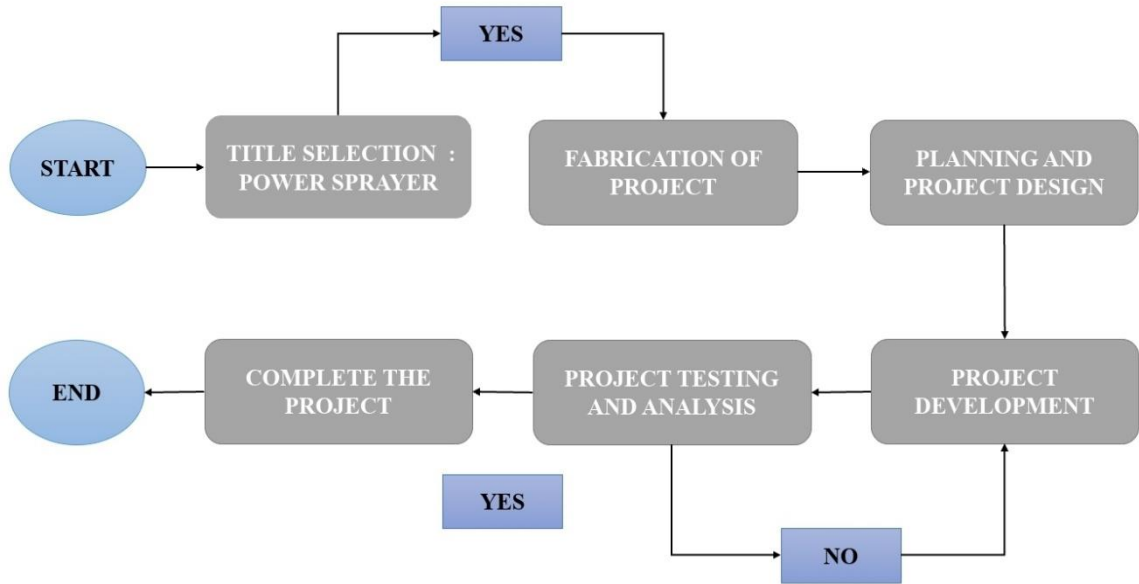 YES
START
TITLE SELECTION :
POWER SPRAYER
FABRICATION OF
PROJECT
PLANNING AND
PROJECT DESIGN
END
COMPLETE THE
PROJECT
PROJECT TESTING
AND ANALYSIS
PROJECT
DEVELOPMENT
YES
NO